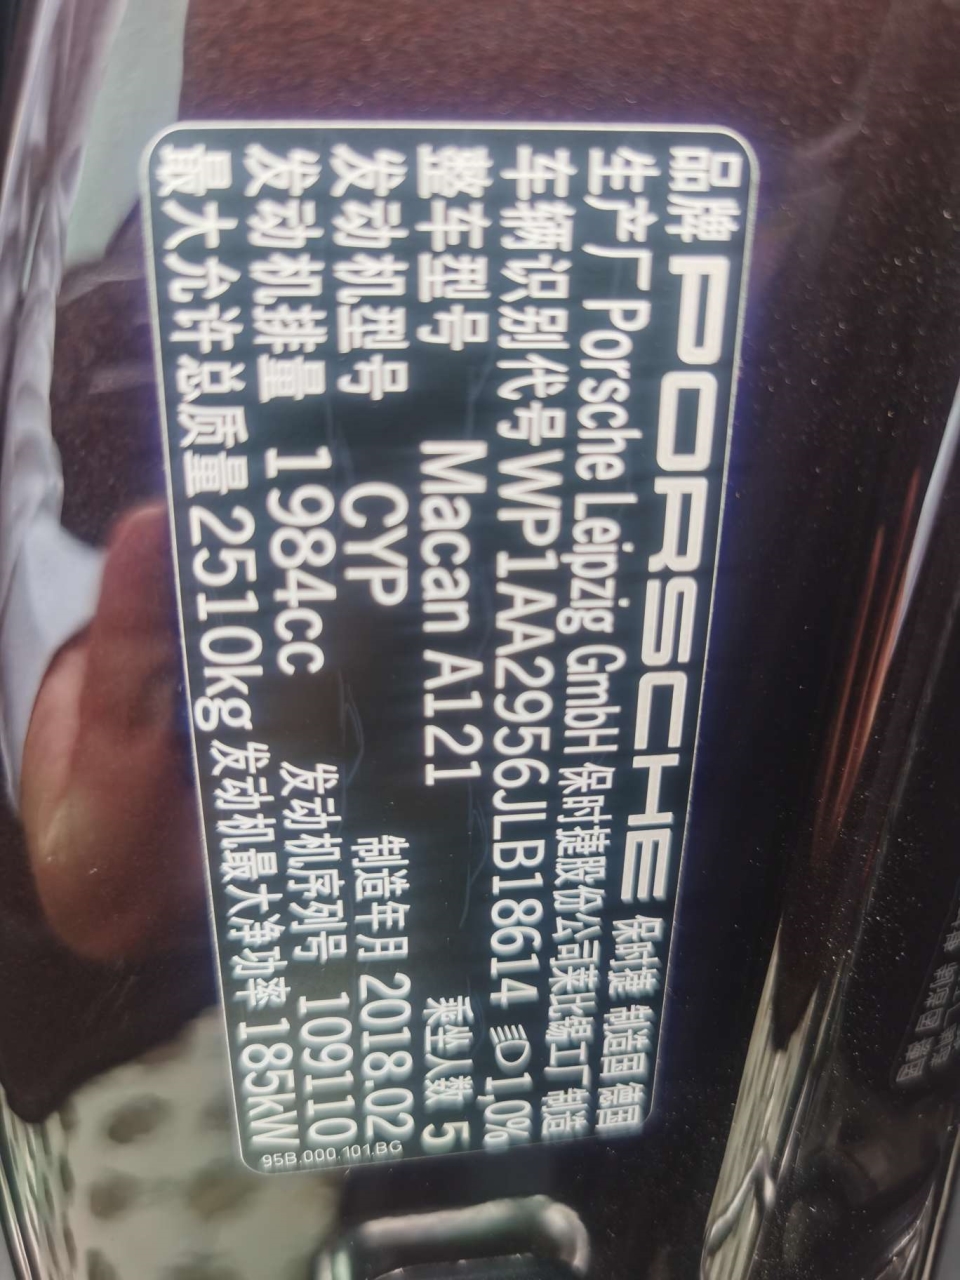 品牌 PORSCHE 保时捷 制造国 德国
生产厂 Porsche Leipzig GmbH 保时捷股份公司莱比锡工厂制造
车辆识别代号 WP1AA2956JLB18614 1,0%
整车型号 Macan A121 乘坐人数 5
发动机型号 CYP 制造年月 2018.02
发动机排量 1984cc 发动机序列号 109110
最大允许总质量 2510kg 发动机最大净功率 185kW
95B.000.101.BG